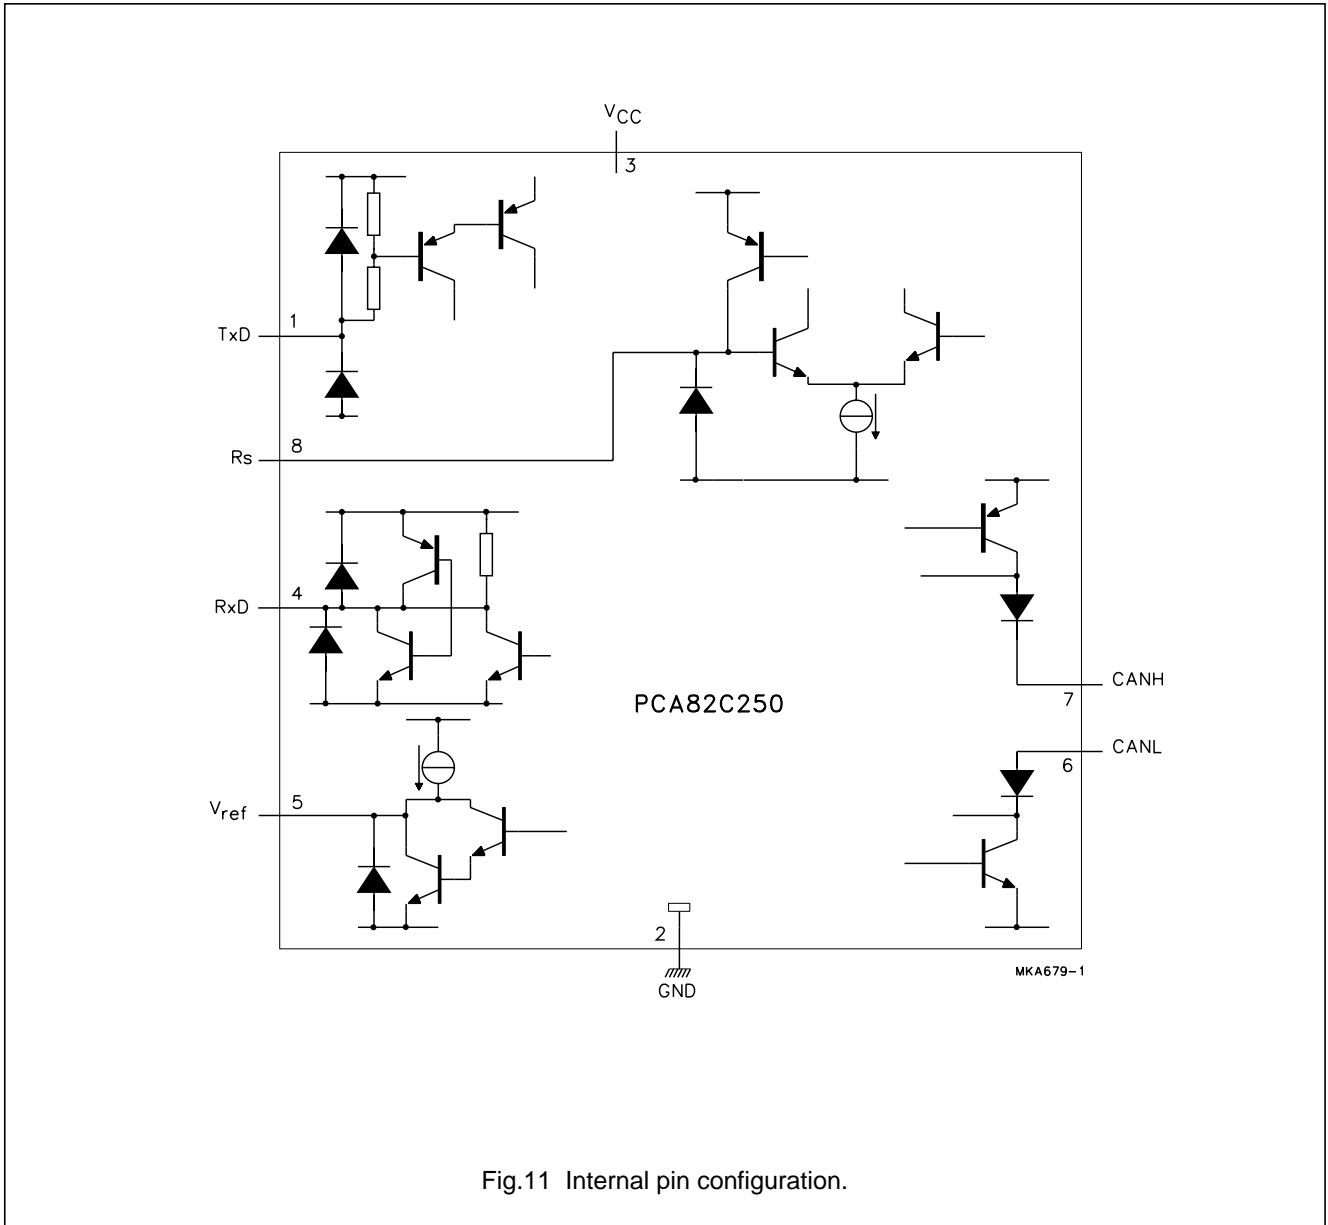 VCC
3
1
TxD
8
Rs
4
RxD
PCA82C250
CANH
7
CANL
6
5
Vref
2
MKA679-1
GND
Fig.11 Internal pin configuration.